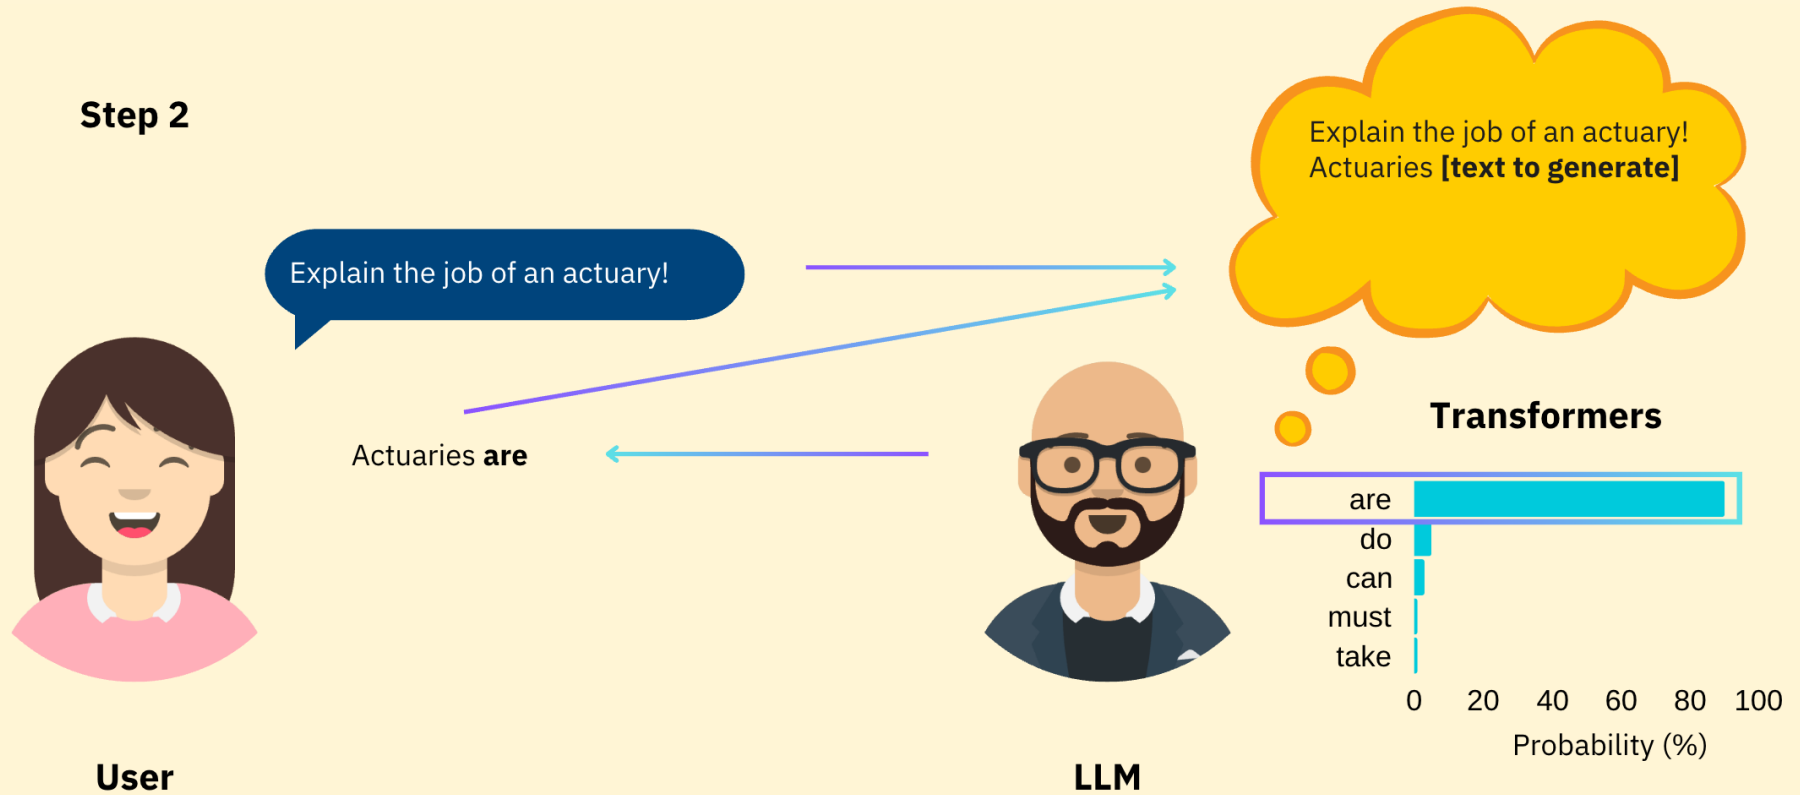 Step 2
Explain the job of an actuary!
Actuaries [text to generate]
Explain the job of an actuary!
Actuaries are
Transformers
are
do
can
must
take
0 20 40 60 80 100
Probability (%)
User
LLM